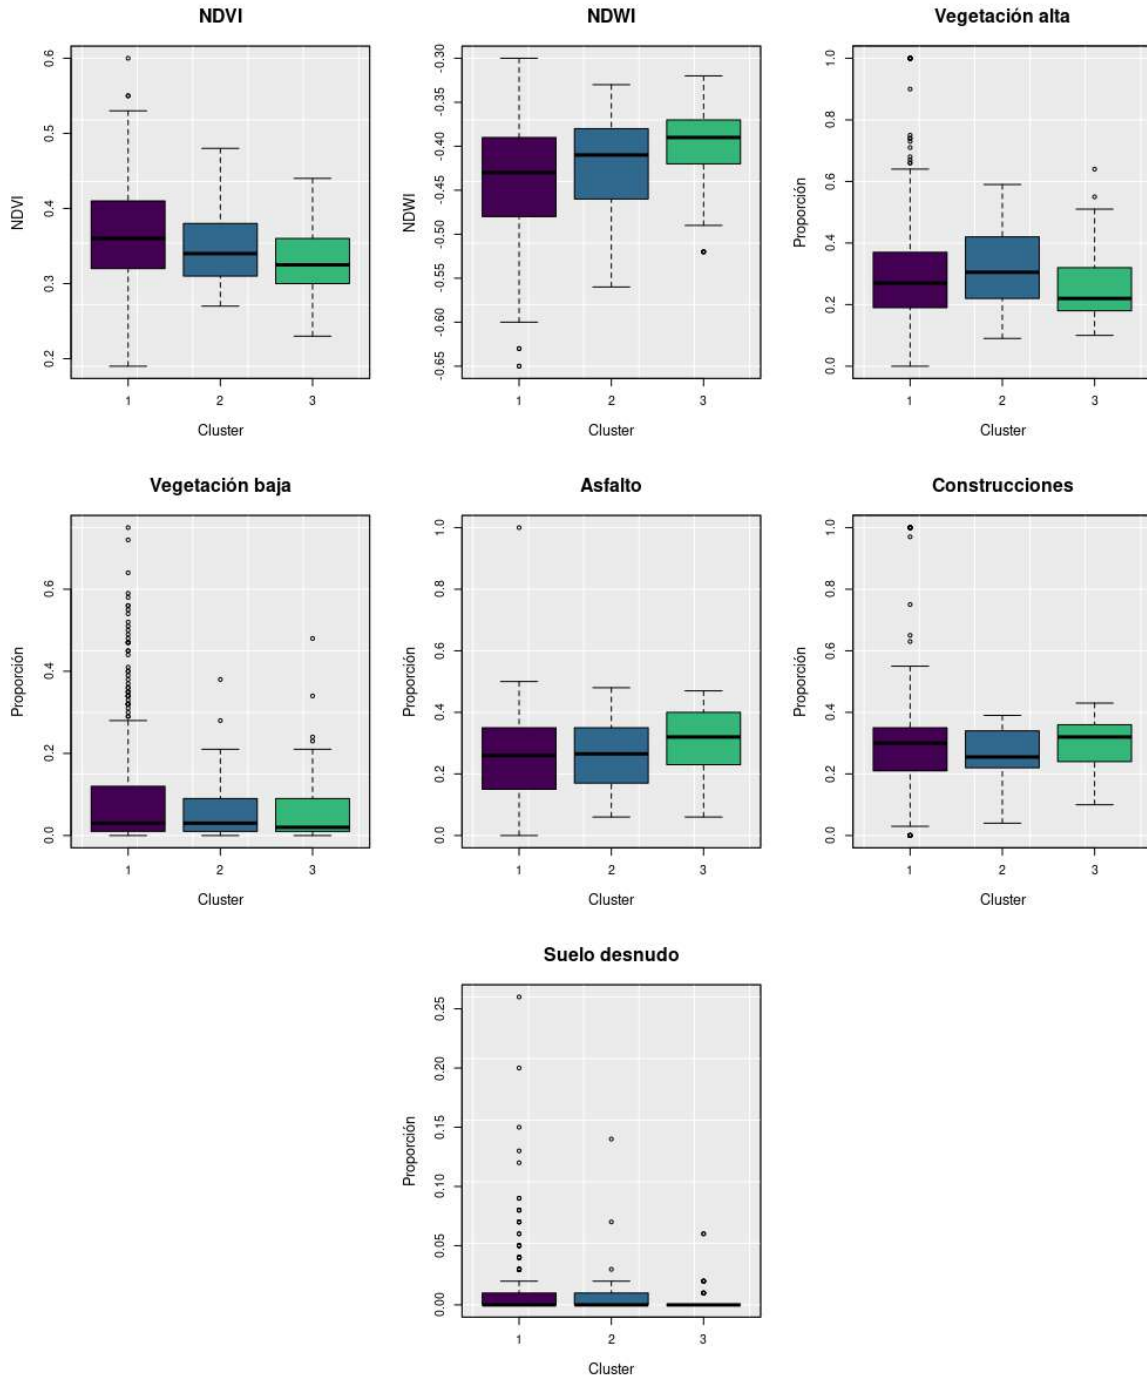 NDVI
NDVI
0.6
0.5
0.4
0.3
0.2
1 2 3
Cluster
NDWI
NDWI
-0.30
-0.35
-0.40
-0.45
-0.50
-0.55
-0.60
-0.65
1 2 3
Cluster
Vegetación alta
Proporción
1.0
0.8
0.6
0.4
0.2
0.0
1 2 3
Cluster
Vegetación baja
Proporción
0.6
0.4
0.2
0.0
1 2 3
Cluster
Asfalto
Proporción
1.0
0.8
0.6
0.4
0.2
0.0
1 2 3
Cluster
Construcciones
Proporción
1.0
0.8
0.6
0.4
0.2
0.0
1 2 3
Cluster
Suelo desnudo
Proporción
0.25
0.20
0.15
0.10
0.05
0.00
1 2 3
Cluster